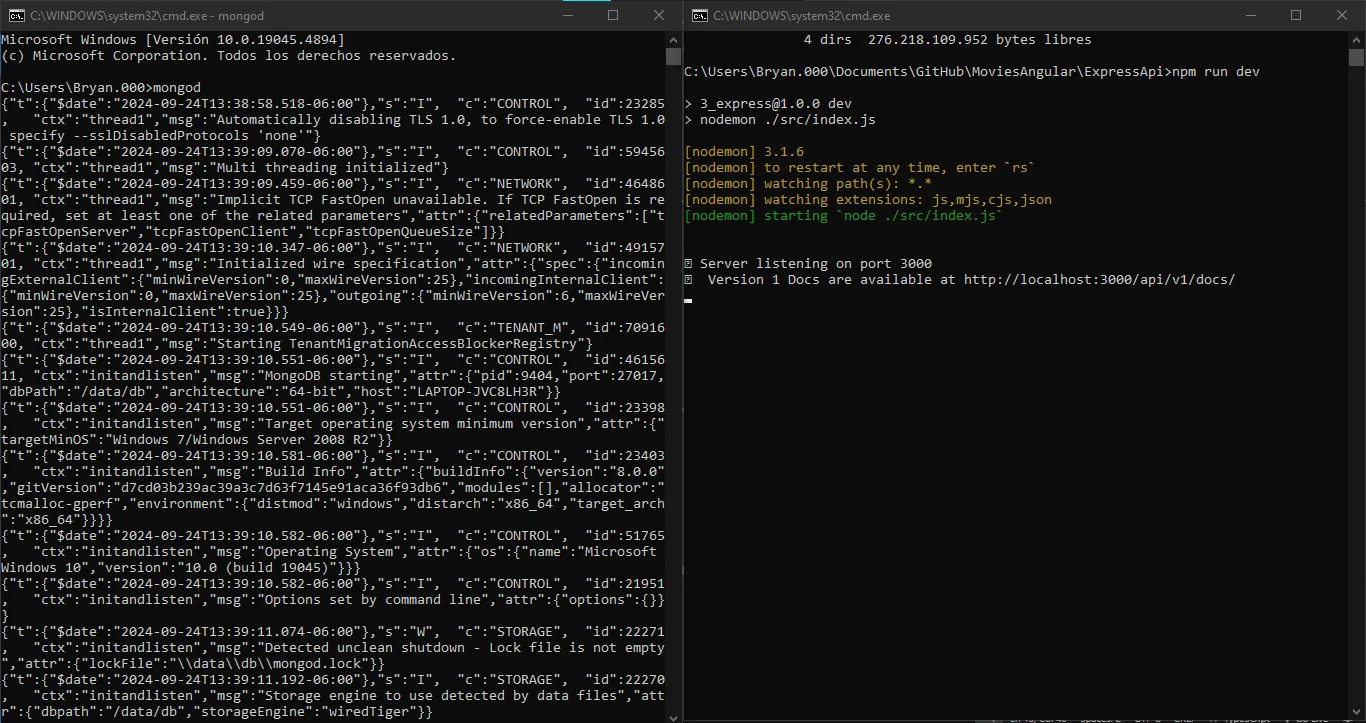 C:\WINDOWS\system32\cmd.exe - mongod
Microsoft Windows [Versión 10.0.19045.4894]
(c) Microsoft Corporation. Todos los derechos reservados.
C:\Users\Bryan.000>mongod
{"t":{"$date":"2024-09-24T13:38:58.518-06:00"},"s":"I",  "c":"CONTROL",  "id":23285
,   "ctx":"thread1","msg":"Automatically disabling TLS 1.0, to force-enable TLS 1.0
 specify --sslDisabledProtocols 'none'"}
{"t":{"$date":"2024-09-24T13:39:09.070-06:00"},"s":"I",  "c":"CONTROL",  "id":59456
03, "ctx":"thread1","msg":"Multi threading initialized"}
{"t":{"$date":"2024-09-24T13:39:09.459-06:00"},"s":"I",  "c":"NETWORK",  "id":46486
01, "ctx":"thread1","msg":"Implicit TCP FastOpen unavailable. If TCP FastOpen is re
quired, set at least one of the related parameters","attr":{"relatedParameters":["t
cpFastOpenServer","tcpFastOpenClient","tcpFastOpenQueueSize"]}}
{"t":{"$date":"2024-09-24T13:39:10.347-06:00"},"s":"I",  "c":"NETWORK",  "id":49157
01, "ctx":"thread1","msg":"Initialized wire specification","attr":{"spec":{"incomin
gExternalClient":{"minWireVersion":0,"maxWireVersion":25},"incomingInternalClient":
{"minWireVersion":0,"maxWireVersion":25},"outgoing":{"minWireVersion":6,"maxWireVer
sion":25},"isInternalClient":true}}}
{"t":{"$date":"2024-09-24T13:39:10.549-06:00"},"s":"I",  "c":"TENANT_M", "id":70916
00, "ctx":"thread1","msg":"Starting TenantMigrationAccessBlockerRegistry"}
{"t":{"$date":"2024-09-24T13:39:10.551-06:00"},"s":"I",  "c":"CONTROL",  "id":46156
11, "ctx":"initandlisten","msg":"MongoDB starting","attr":{"pid":9404,"port":27017,
"dbPath":"/data/db","architecture":"64-bit","host":"LAPTOP-JVC8LH3R"}}
{"t":{"$date":"2024-09-24T13:39:10.551-06:00"},"s":"I",  "c":"CONTROL",  "id":23398
,   "ctx":"initandlisten","msg":"Target operating system minimum version","attr":{"
targetMinOS":"Windows 7/Windows Server 2008 R2"}}
{"t":{"$date":"2024-09-24T13:39:10.581-06:00"},"s":"I",  "c":"CONTROL",  "id":23403
,   "ctx":"initandlisten","msg":"Build Info","attr":{"buildInfo":{"version":"8.0.0"
,"gitVersion":"d7cd03b239ac39a3c7d63f7145e91aca36f93db6","modules":[],"allocator":"
tcmalloc-gperf","environment":{"distmod":"windows","distarch":"x86_64","target_arch
":"x86_64"}}}}
{"t":{"$date":"2024-09-24T13:39:10.582-06:00"},"s":"I",  "c":"CONTROL",  "id":51765
,   "ctx":"initandlisten","msg":"Operating System","attr":{"os":{"name":"Microsoft 
Windows 10","version":"10.0 (build 19045)"}}}
{"t":{"$date":"2024-09-24T13:39:10.582-06:00"},"s":"I",  "c":"CONTROL",  "id":21951
,   "ctx":"initandlisten","msg":"Options set by command line","attr":{"options":{}}
}
{"t":{"$date":"2024-09-24T13:39:11.074-06:00"},"s":"W",  "c":"STORAGE",  "id":22271
,   "ctx":"initandlisten","msg":"Detected unclean shutdown - Lock file is not empty
","attr":{"lockFile":"\\data\\db\\mongod.lock"}}
{"t":{"$date":"2024-09-24T13:39:11.192-06:00"},"s":"I",  "c":"STORAGE",  "id":22270
,   "ctx":"initandlisten","msg":"Storage engine to use detected by data files","att
r":{"dbpath":"/data/db","storageEngine":"wiredTiger"}}
C:\WINDOWS\system32\cmd.exe
4 dirs  276.218.109.952 bytes libres
C:\Users\Bryan.000\Documents\GitHub\MoviesAngular\ExpressApi>npm run dev
> 3_express@1.0.0 dev
> nodemon ./src/index.js
[nodemon] 3.1.6
[nodemon] to restart at any time, enter `rs`
[nodemon] watching path(s): *.*
[nodemon] watching extensions: js,mjs,cjs,json
[nodemon] starting `node ./src/index.js`
Server listening on port 3000
Version 1 Docs are available at http://localhost:3000/api/v1/docs/